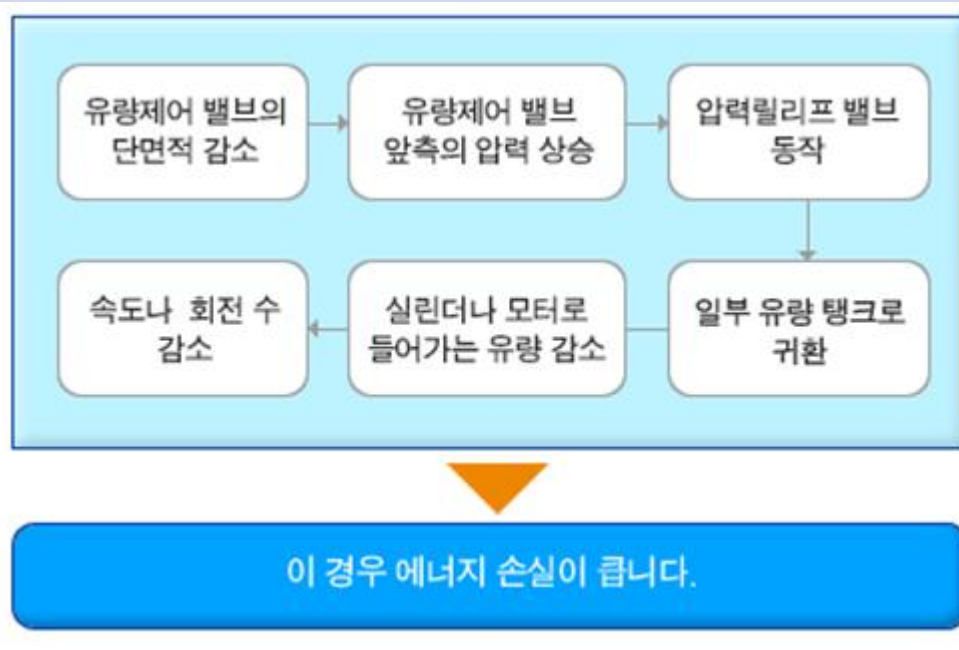 유량제어 밸브의
단면적 감소
유량제어 밸브
앞측의 압력 상승
압력릴리프 밸브
동작
일부 유량 탱크로
귀환
실린더나 모터로
들어가는 유량 감소
속도나 회전 수
감소
이 경우 에너지 손실이 큽니다.